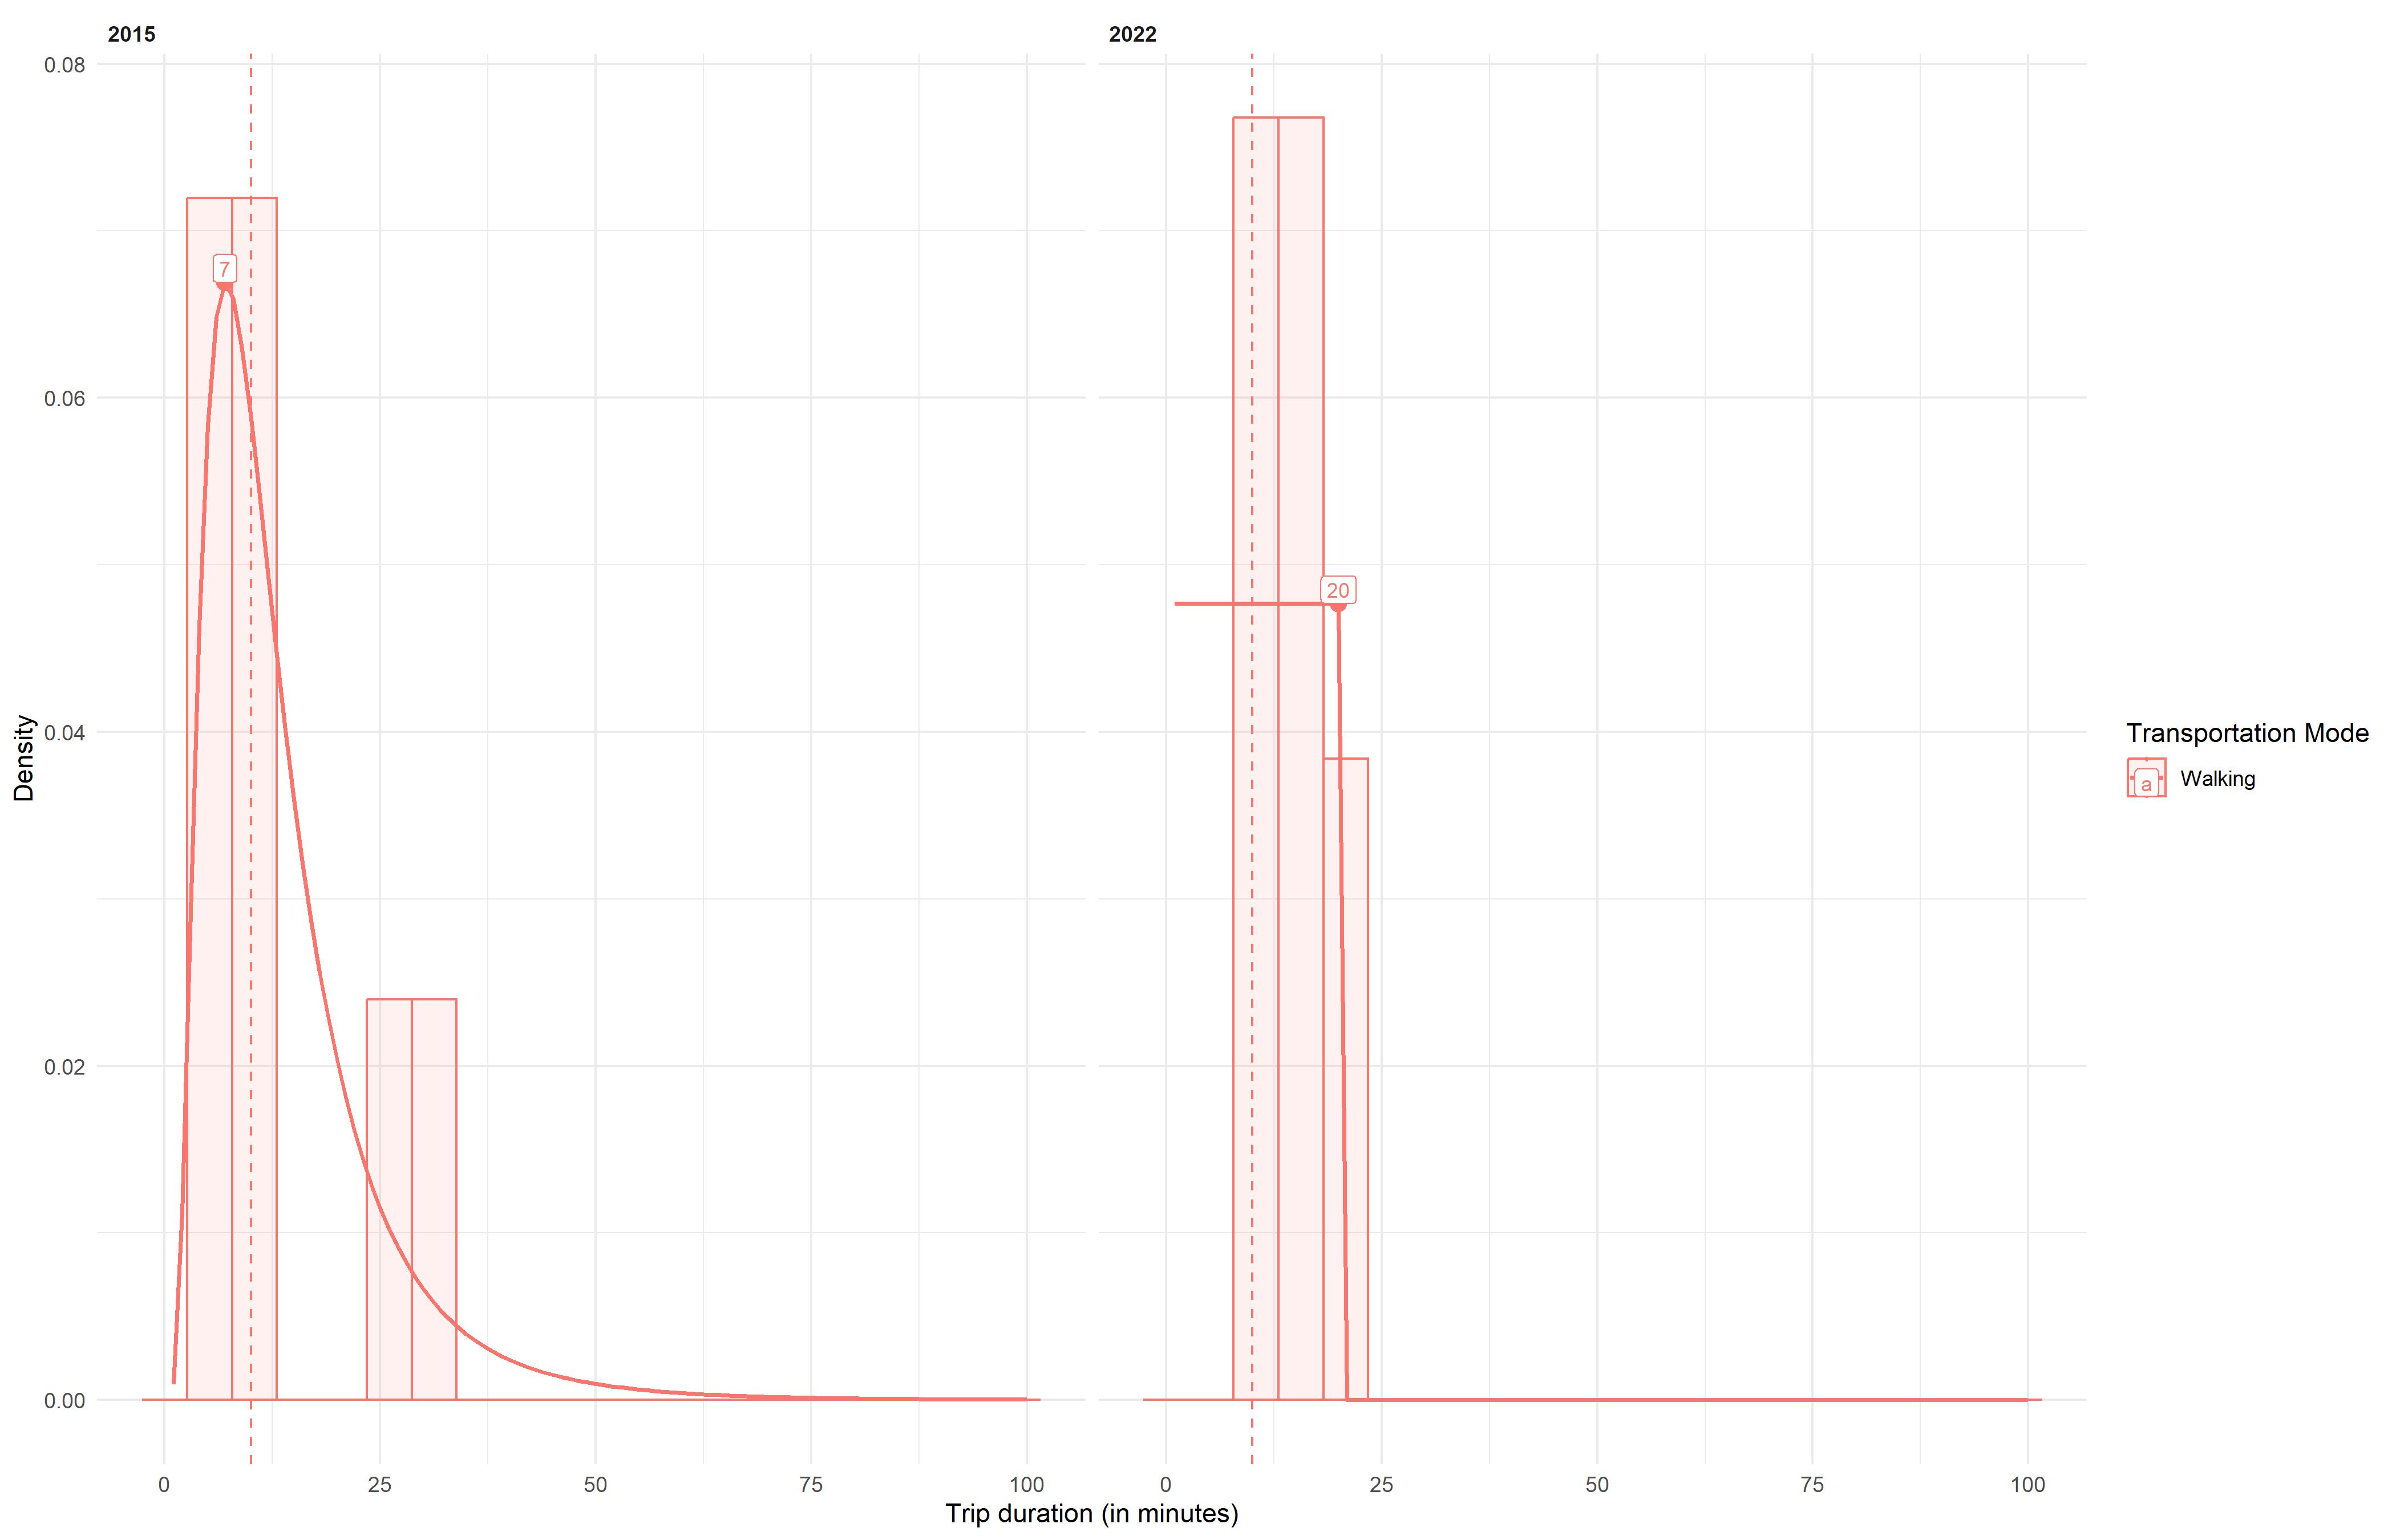 2015
2022
0.08
0.06
0.04
0.02
0.00
Density
7
20
0 25 50 75 100
0 25 50 75 100
Trip duration (in minutes)
Transportation Mode
a Walking